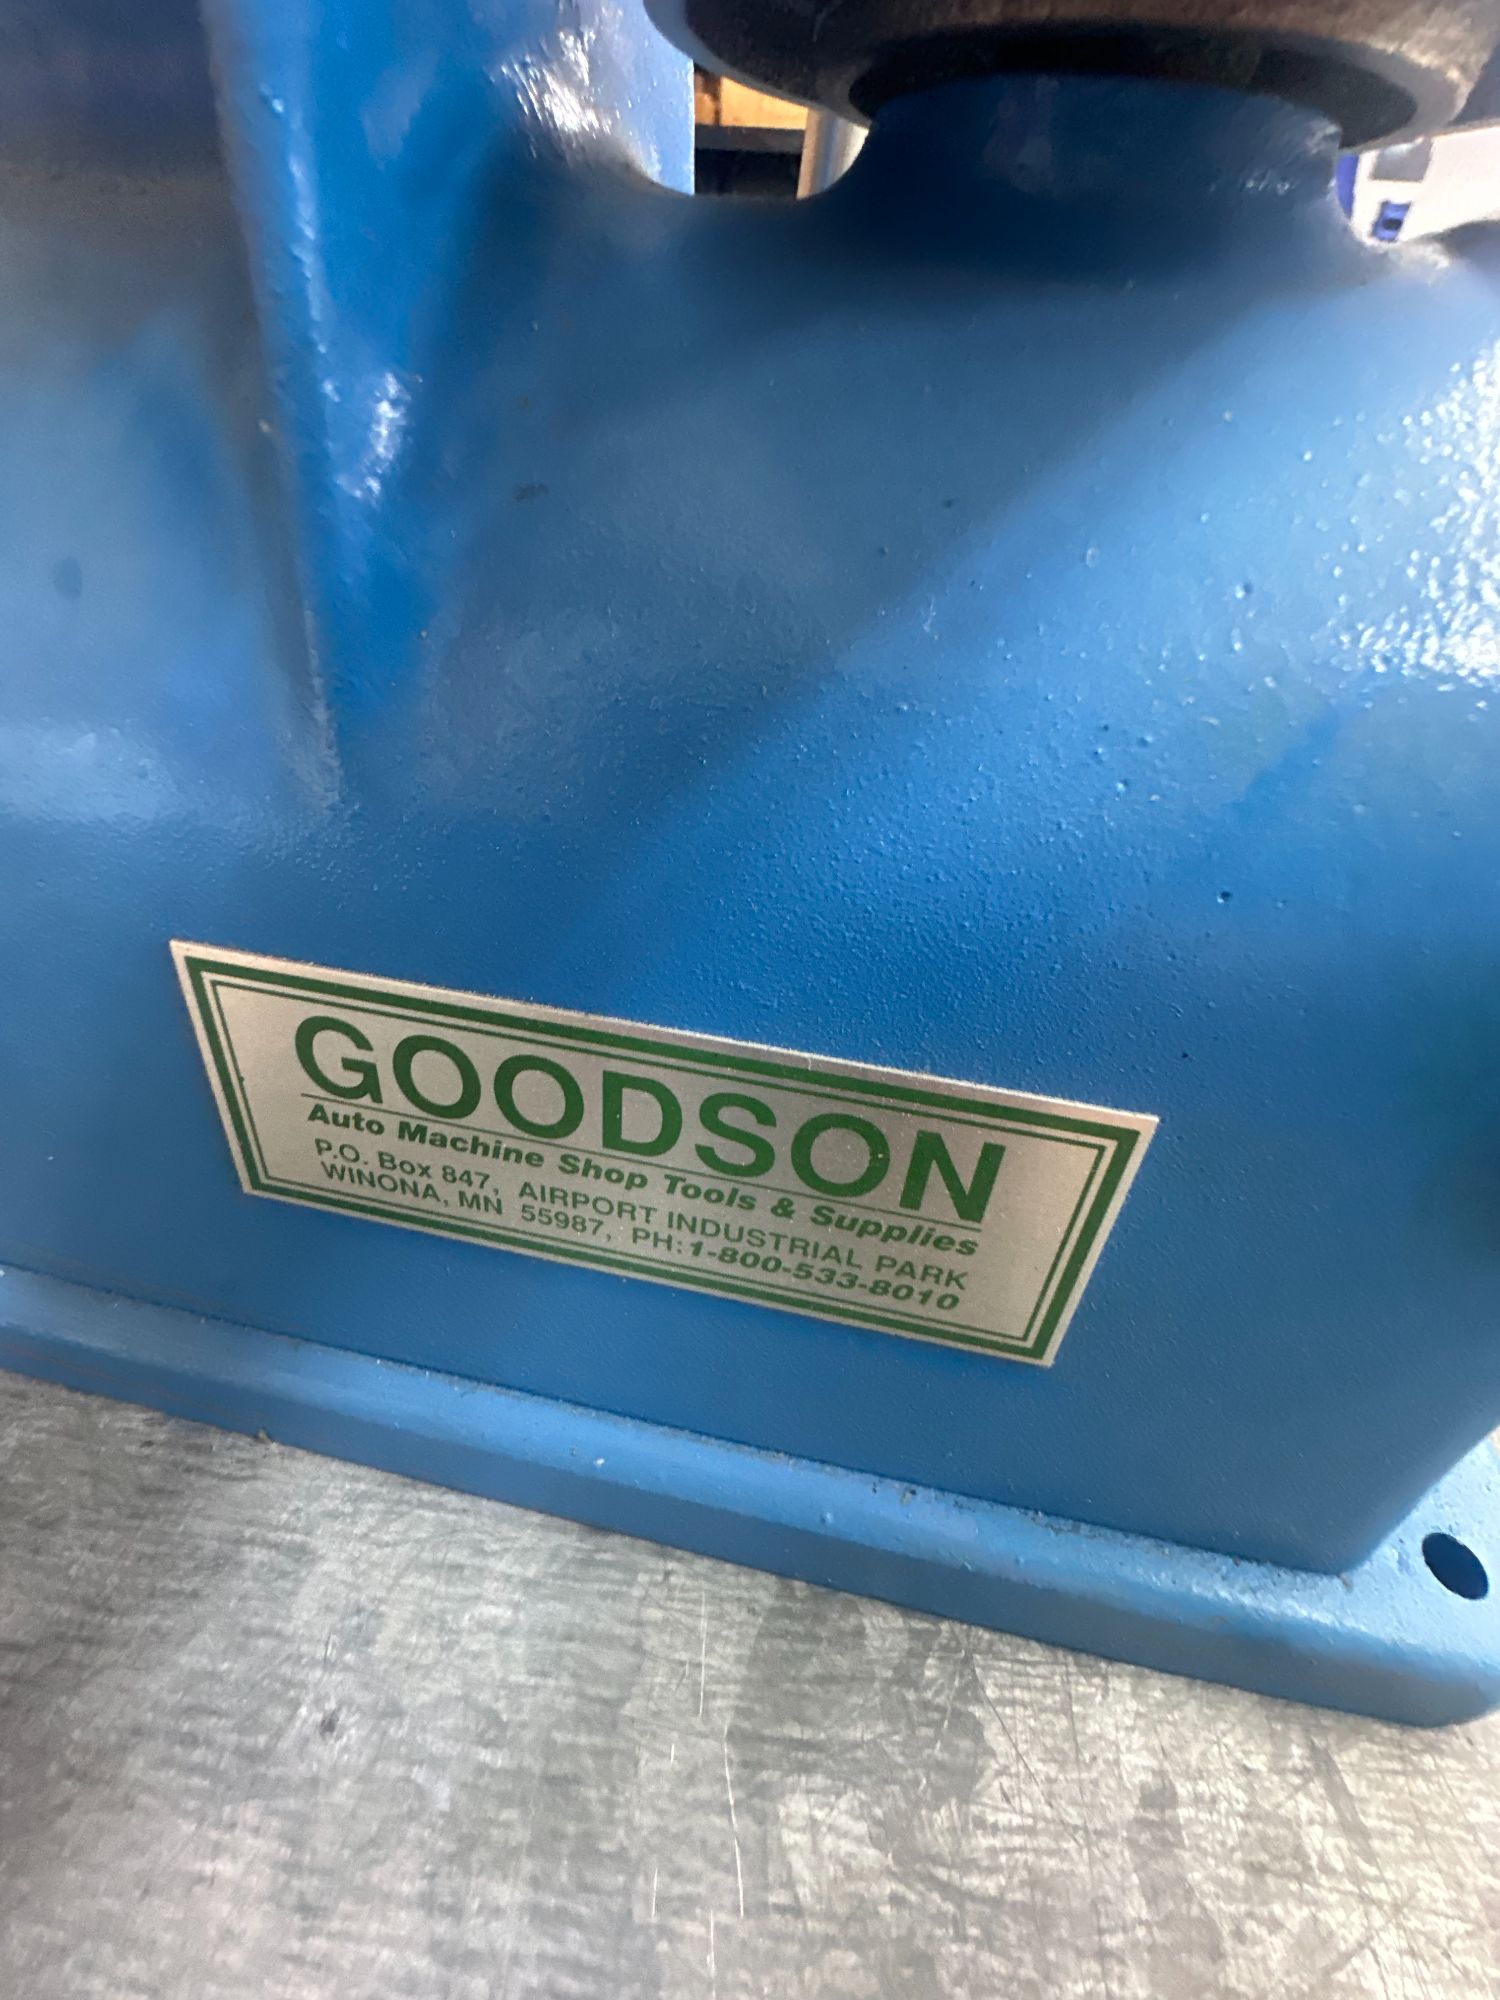 GOODSON
Auto Machine Shop Tools & Supplies
P.O. Box 847, AIRPORT INDUSTRIAL PARK
WINONA, MN 55987, PH:1-800-533-8010